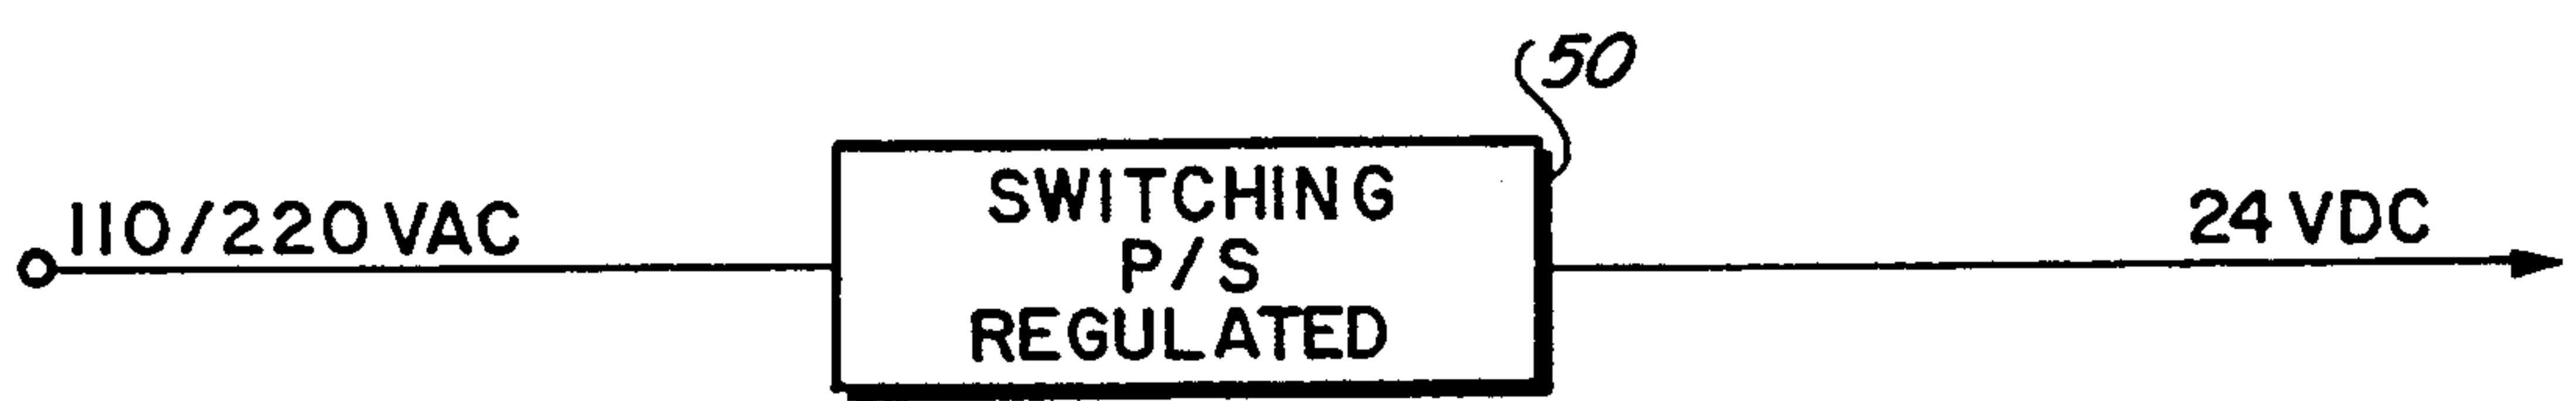 50
110/220 VAC
SWITCHING
P/S
REGULATED
24 VDC